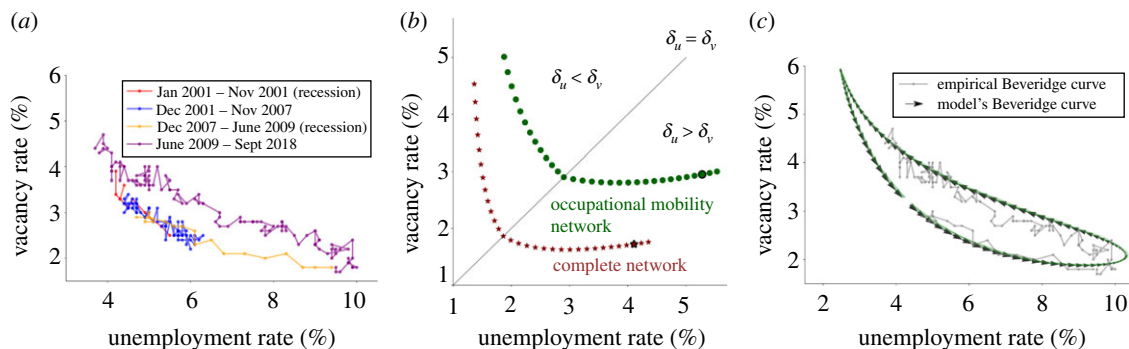 (a)
6
5
4
3
2
vacancy rate (%)
Jan 2001 – Nov 2001 (recession)
Dec 2001 – Nov 2007
Dec 2007 – June 2009 (recession)
June 2009 – Sept 2018
4 6 8 10
unemployment rate (%)
(b)
5
4
3
2
1
vacancy rate (%)
δu = δv
δu < δv
δu > δv
occupational mobility
network
complete network
1 2 3 4 5
unemployment rate (%)
(c)
6
5
4
3
2
vacancy rate (%)
empirical Beveridge curve
model's Beveridge curve
2 4 6 8 10
unemployment rate (%)